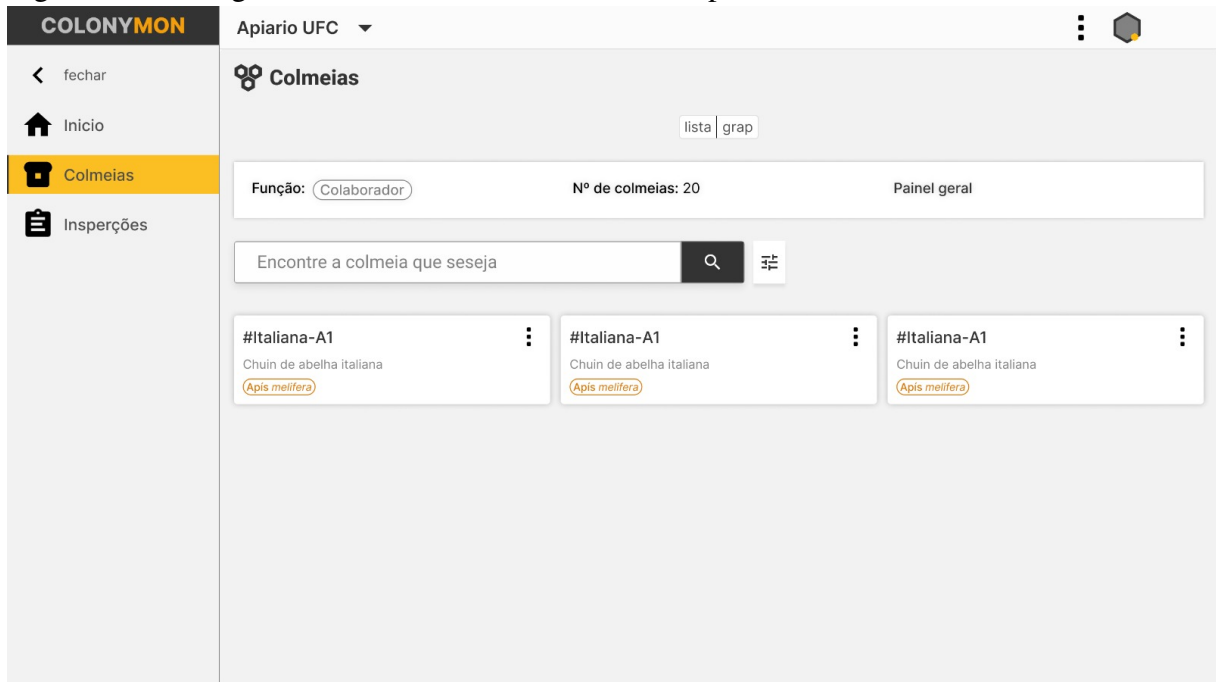 COLONYMON
Apiario UFC
fechar
Colmeias
Inicio
lista grap
Colmeias
Função: Colaborador
Nº de colmeias: 20
Painel geral
Insperções
Encontre a colmeia que seseja
#Italiana-A1
Chuin de abelha italiana
Apis melifera
#Italiana-A1
Chuin de abelha italiana
Apis melifera
#Italiana-A1
Chuin de abelha italiana
Apis melifera